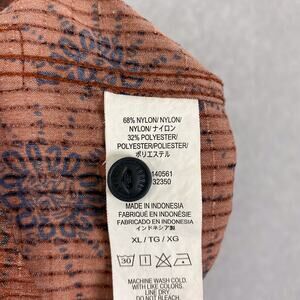 68% NYLON/ NYLON/
NYLON/ ナイロン
32% POLYESTER/
POLYESTER/POLIESTER/
ポリエステル
140561
32350
MADE IN INDONESIA
FABRIQUÉ EN INDONÉSIE
FABRICADO EN INDONESIA
インドネシア製
XL / TG / XG
30
MACHINE WASH COLD.
WITH LIKE COLORS.
LINE DRY.
DO NOT BLEACH.